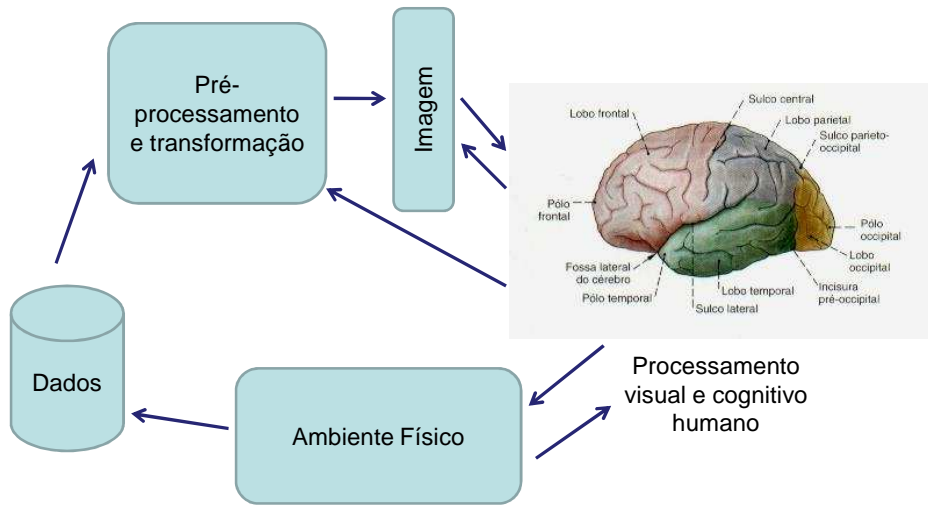 Pré-
processamento
e transformação
Imagem
Sulco central
Lobo frontal
Lobo parietal
Sulco parieto-
occipital
Pólo
frontal
Pólo
occipital
Lobo
occipital
Fossa lateral
do cérebro
Pólo temporal
Lobo temporal
Sulco lateral
Incisura
pré-occipital
Dados
Ambiente Físico
Processamento
visual e cognitivo
humano